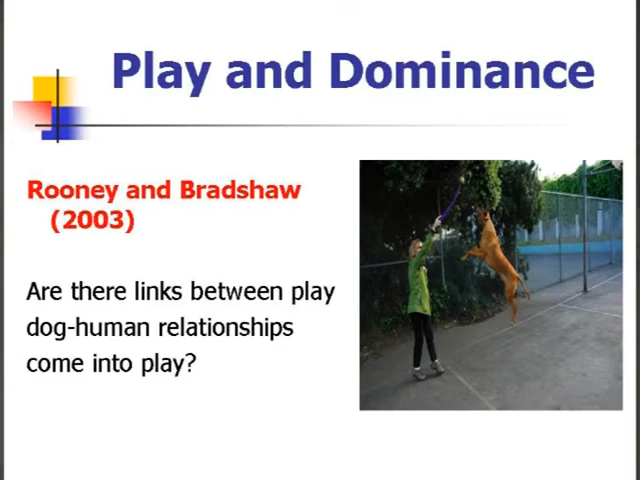 Play and Dominance
Rooney and Bradshaw
(2003)
Are there links between play
dog-human relationships
come into play?